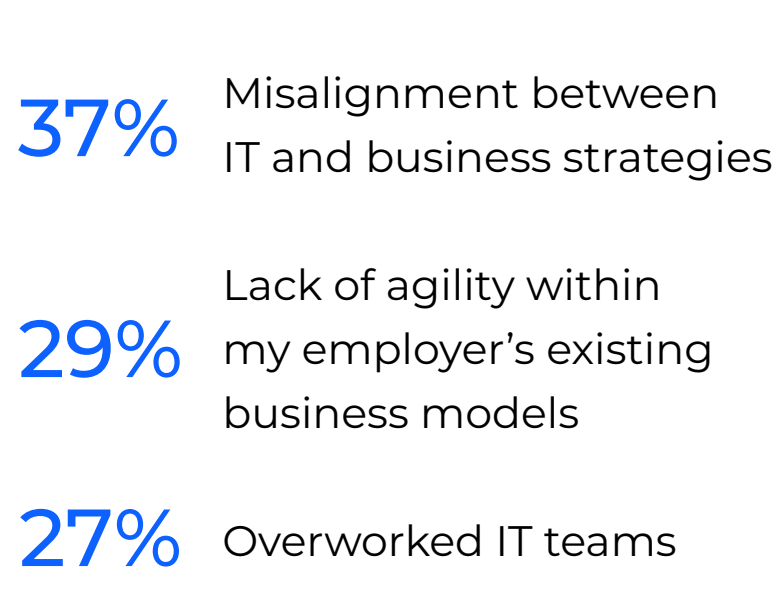 37%
Misalignment between
IT and business strategies
29%
Lack of agility within
my employer’s existing
business models
27%
Overworked IT teams